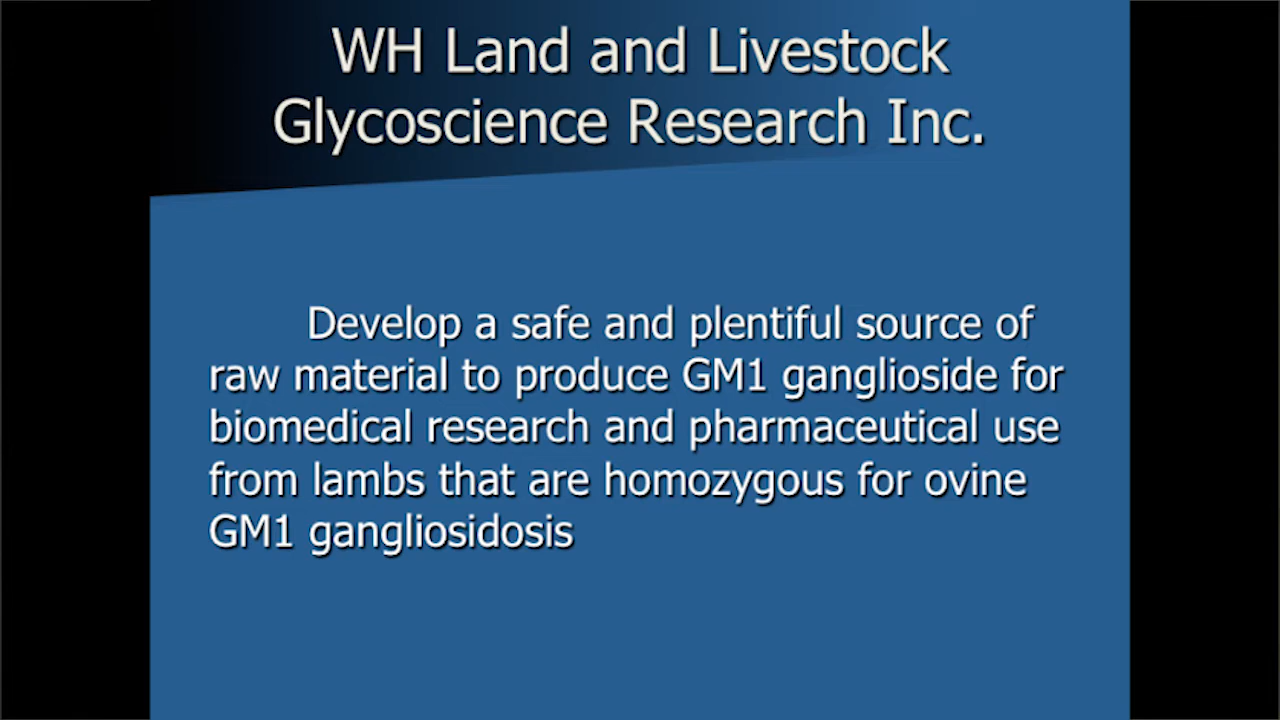 WH Land and Livestock
Glycoscience Research Inc.
Develop a safe and plentiful source of
raw material to produce GM1 ganglioside for
biomedical research and pharmaceutical use
from lambs that are homozygous for ovine
GM1 gangliosidosis